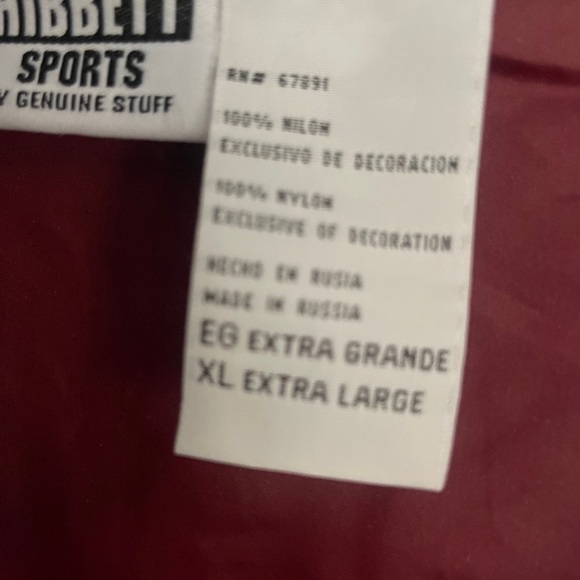 HIBBETT
SPORTS
Y GENUINE STUFF
RN# 67891
100% NILON
EXCLUSIVO DE DECORACION
100% NYLON
EXCLUSIVE OF DECORATION
HECHO EN RUSIA
MADE IN RUSSIA
EG EXTRA GRANDE
XL EXTRA LARGE